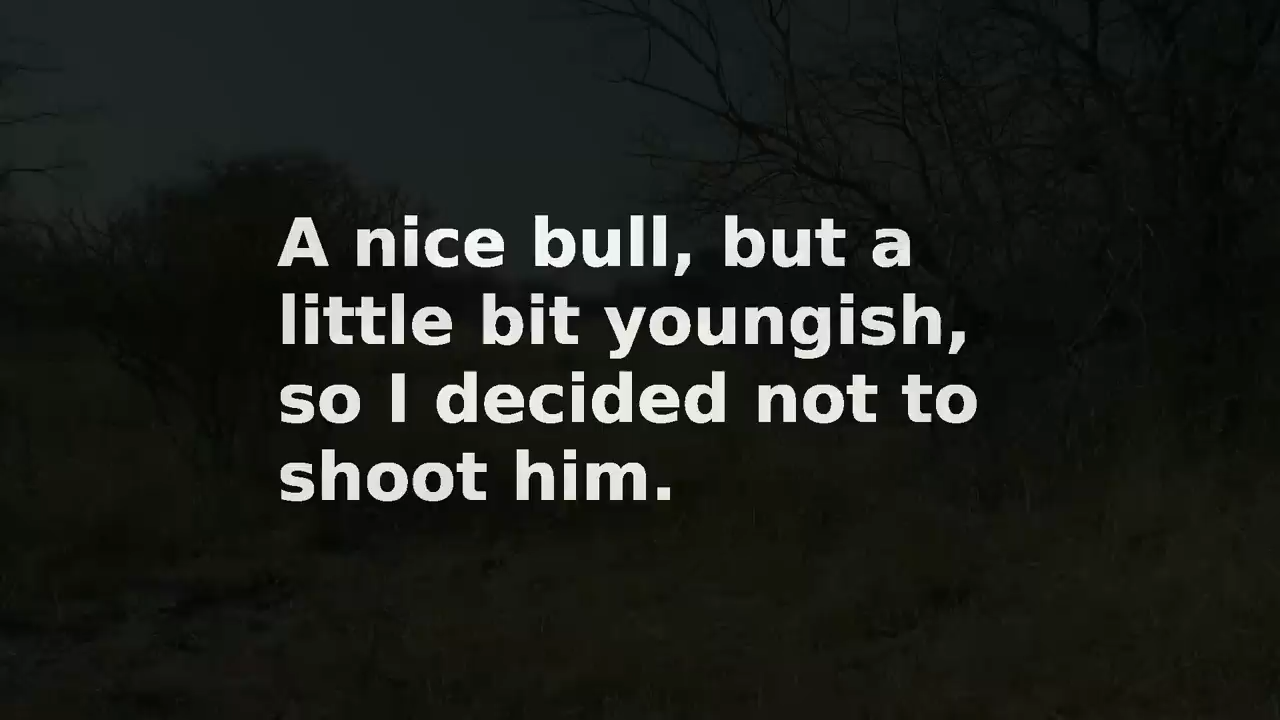 A nice bull, but a
little bit youngish,
so I decided not to
shoot him.